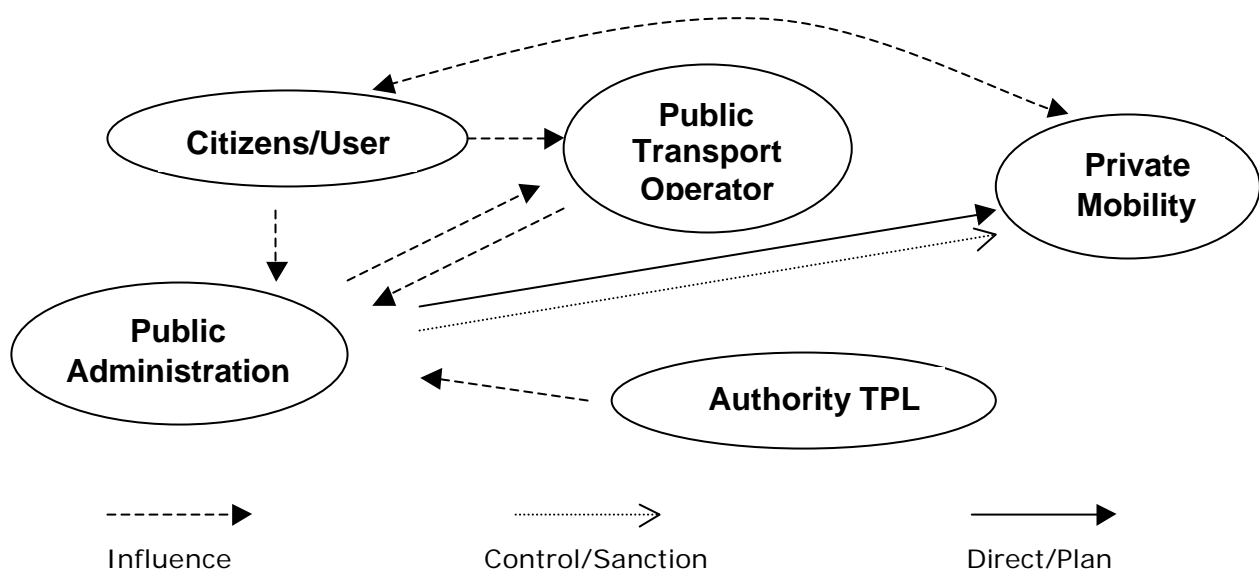 Citizens/User
Public
Transport
Operator
Private
Mobility
Public
Administration
Authority TPL
Influence
Control/Sanction
Direct/Plan